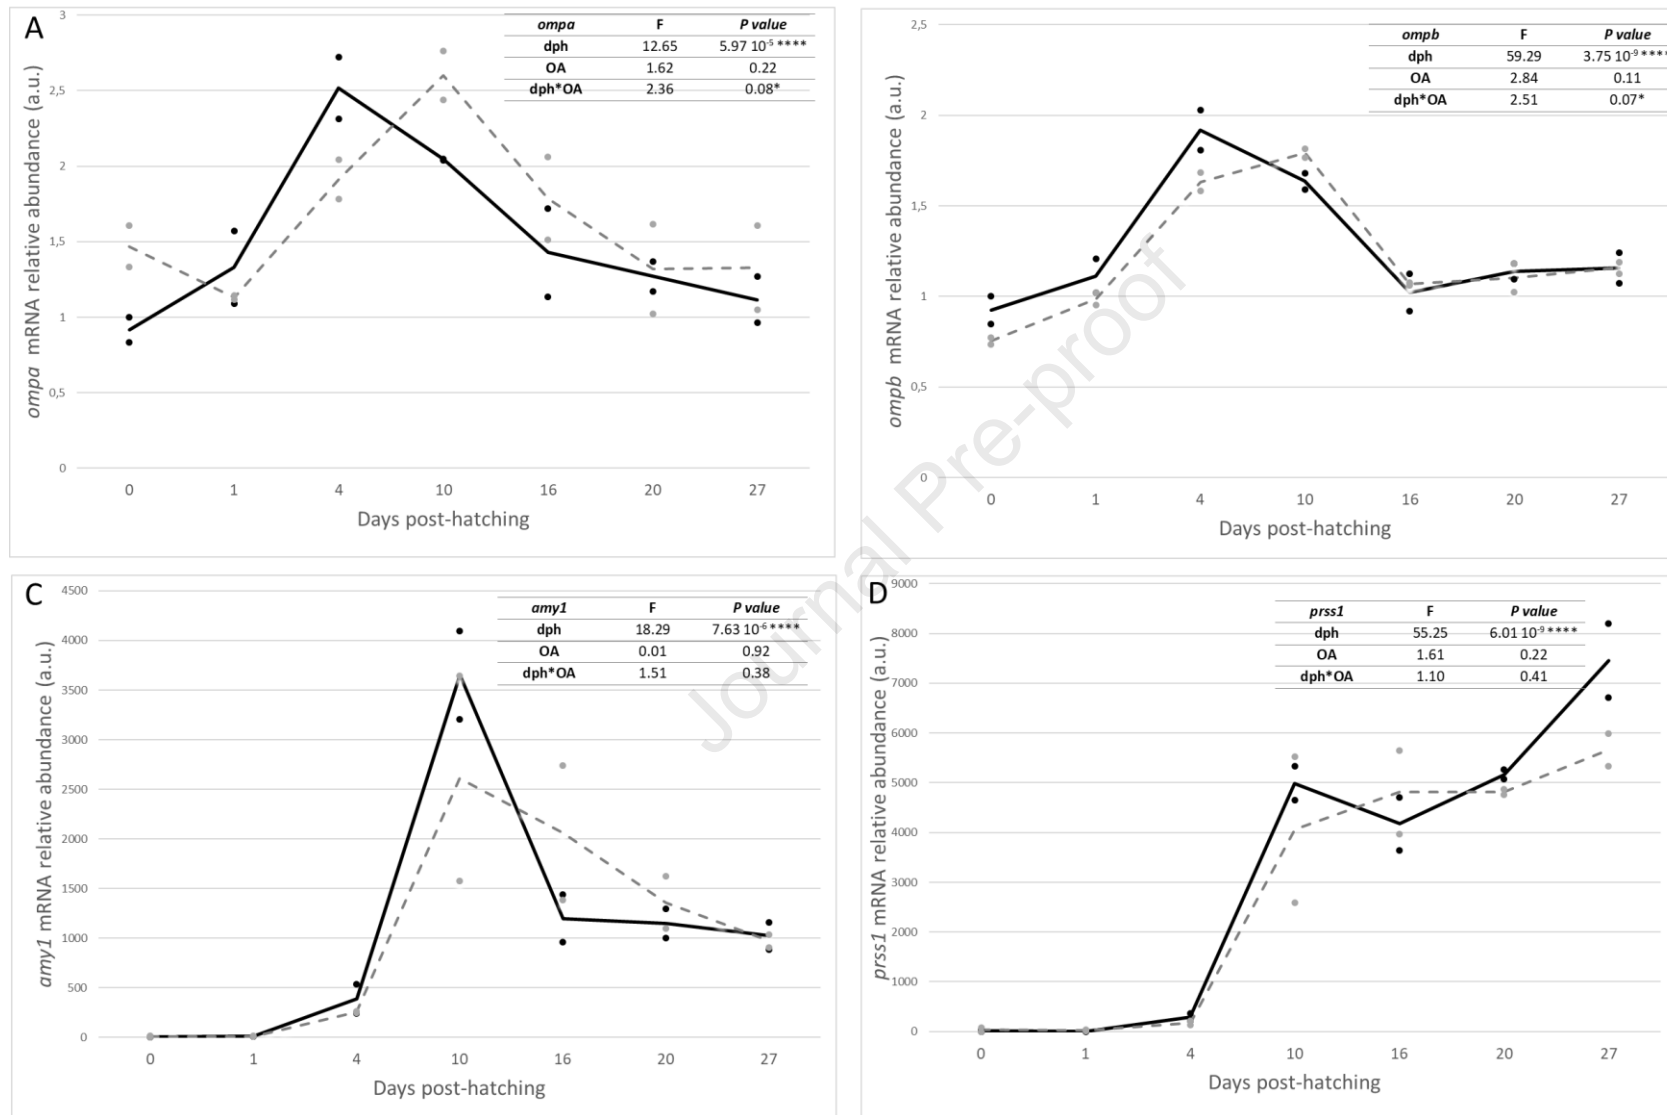 A
ompa F P value
dph 12.65 5.97 10-5 ****
OA 1.62 0.22
dph*OA 2.36 0.08*
ompa mRNA relative abundance (a.u.)
3
2,5
2
1,5
1
0,5
0
0 1 4 10 16 20 27
Days post-hatching
ompb F P value
dph 59.29 3.75 10-9 ****
OA 2.84 0.11
dph*OA 2.51 0.07*
ompb mRNA relative abundance (a.u.)
2,5
2
1,5
1
0,5
0
0 1 4 10 16 20 27
Days post-hatching
C
amy1 F P value
dph 18.29 7.63 10-6 ****
OA 0.01 0.92
dph*OA 1.51 0.38
amy1 mRNA relative abundance (a.u.)
4500
4000
3500
3000
2500
2000
1500
1000
500
0
0 1 4 10 16 20 27
Days post-hatching
D
prss1 F P value
dph 55.25 6.01 10-9 ****
OA 1.61 0.22
dph*OA 1.10 0.41
prss1 mRNA relative abundance (a.u.)
9000
8000
7000
6000
5000
4000
3000
2000
1000
0
0 1 4 10 16 20 27
Days post-hatching
Journal Pre-proof